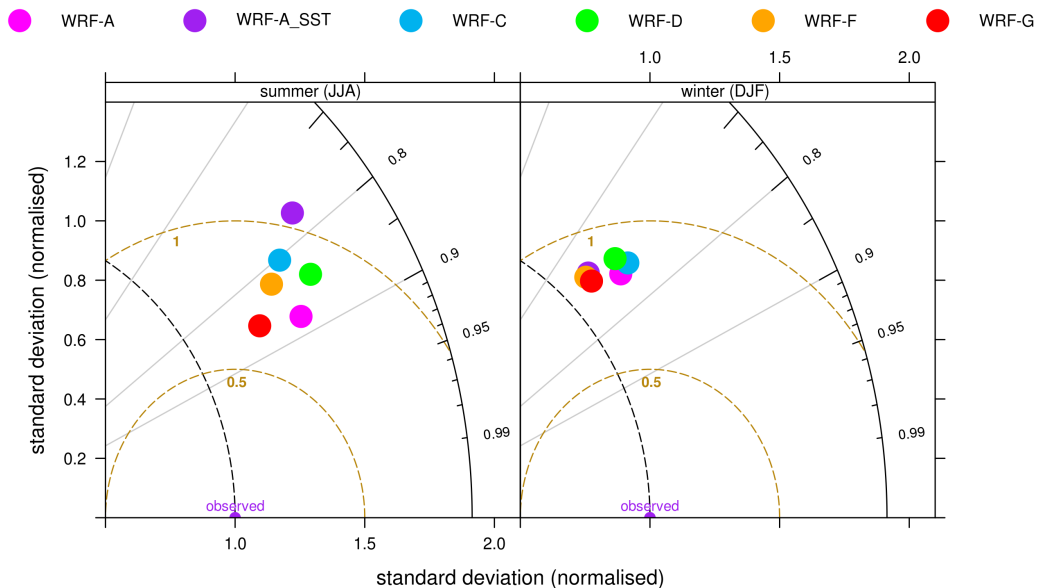 WRF-A WRF-A_SST WRF-C WRF-D WRF-F WRF-G
1.0 1.5 2.0
summer (JJA) winter (DJF)
standard deviation (normalised)
1.2
1.0
0.8
0.6
0.4
0.2
0.8
0.9
0.95
0.99
1
0.5
observed
0.8
0.9
0.95
0.99
1
0.5
observed
1.0 1.5 2.0
standard deviation (normalised)